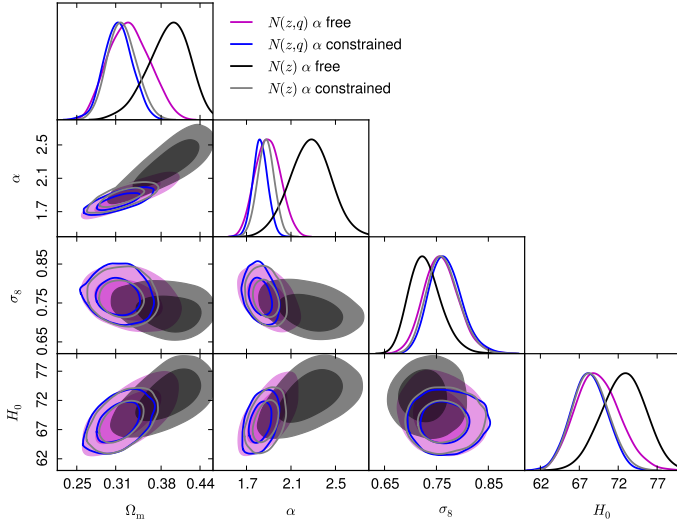 N(z,q) α free
N(z,q) α constrained
N(z) α free
N(z) α constrained
α
2.5
2.1
1.7
σ₈
0.85
0.75
0.65
H₀
77
72
67
62
0.25 0.31 0.38 0.44
1.7 2.1 2.5
0.65 0.75 0.85
62 67 72 77
Ωₘ
α
σ₈
H₀